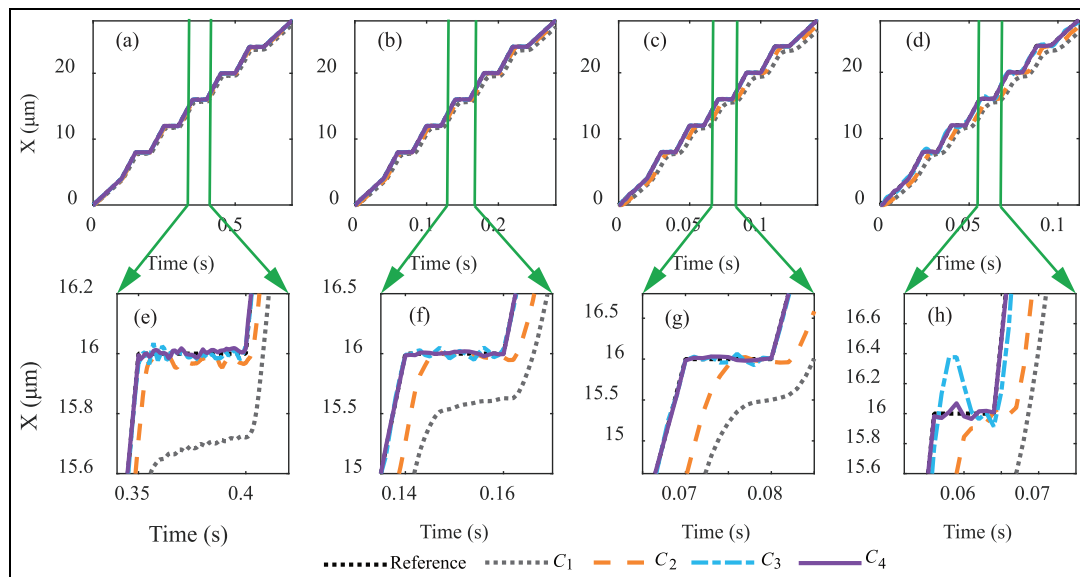 (a) (b) (c) (d)
X (μm)
20 20 20 20
10 10 10 10
0 0 0 0
0 0.5 0 0.1 0.2 0 0.05 0.1 0 0.05 0.1
Time (s) Time (s) Time (s) Time (s)
16.2 16.5 16.5
(e) (f) (g) (h)
16.6
16.4
16 16 16 16.2
16
15.8 15.5 15.5 15.8
15
15.6 15 15.6
X (μm)
0.35 0.4 0.14 0.16 0.07 0.08 0.06 0.07
Time (s) Time (s) Time (s) Time (s)
Reference C1 C2 C3 C4